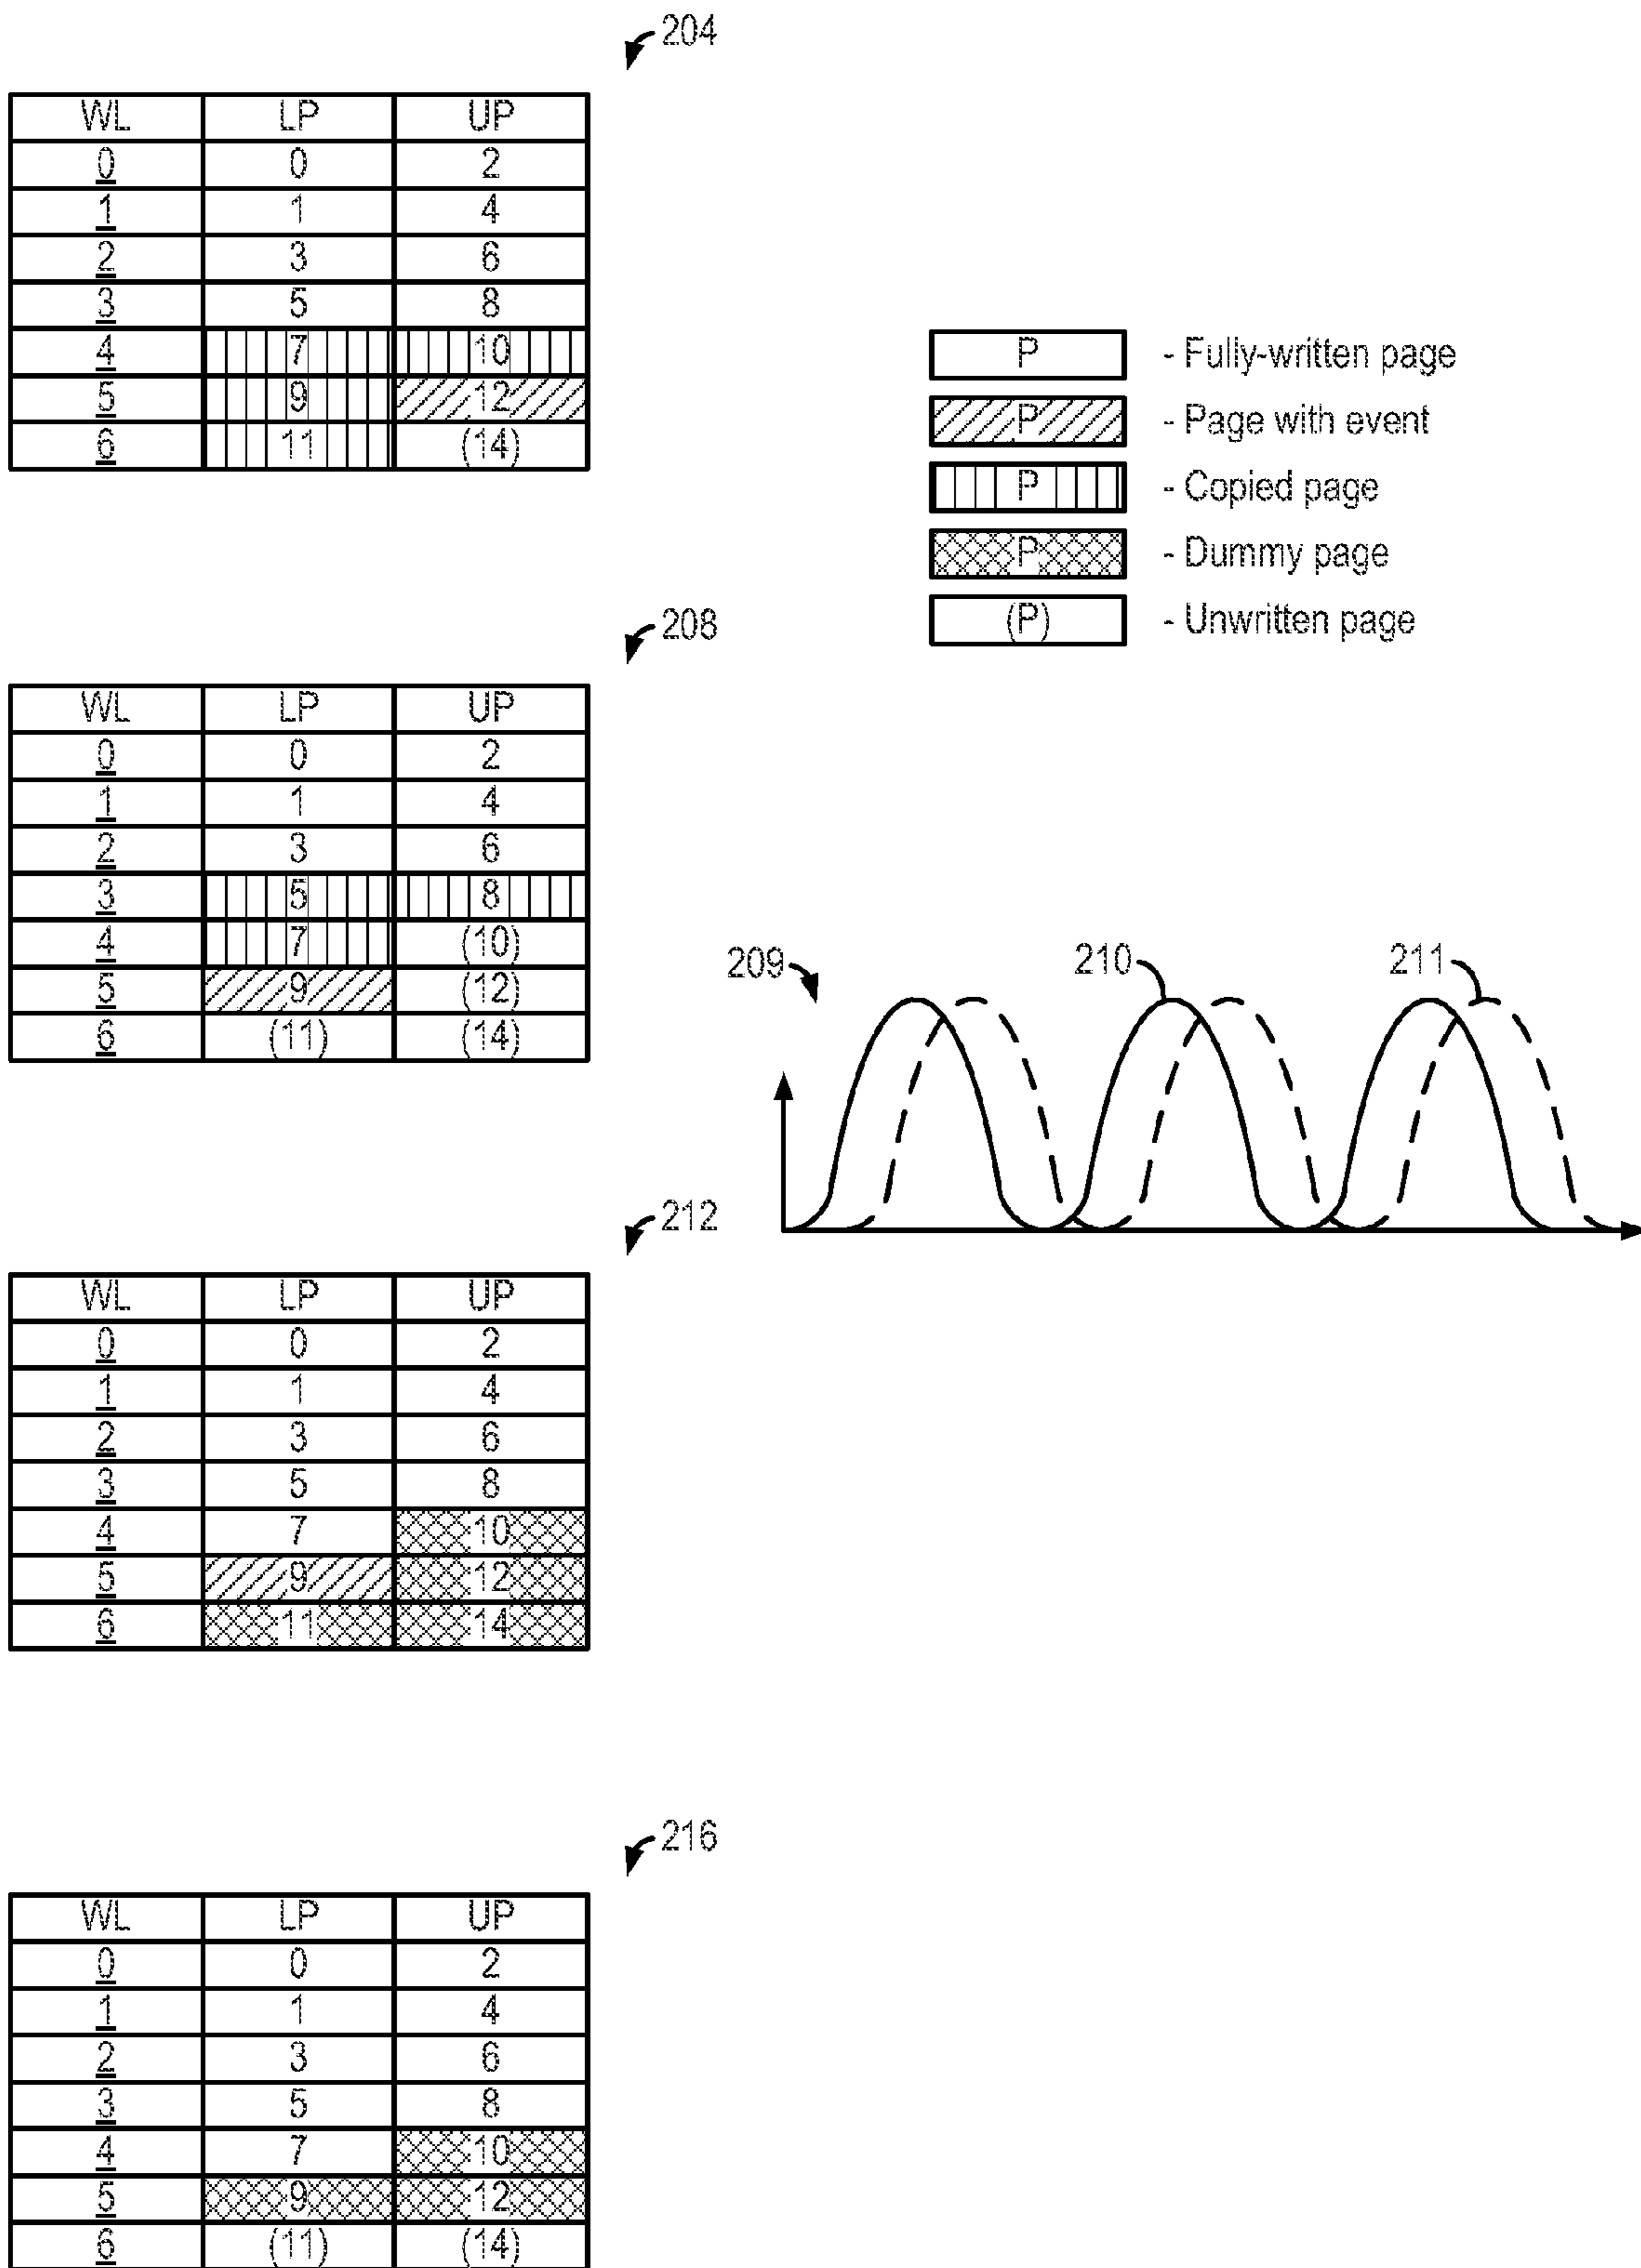 204
WL LP UP
0 0 2
1 1 4
2 3 6
3 5 8
4 7 10
5 9 12
6 11 (14)
P - Fully-written page
P - Page with event
P - Copied page
P - Dummy page
(P) - Unwritten page
208
WL LP UP
0 0 2
1 1 4
2 3 6
3 5 8
4 7 (10)
5 9 (12)
6 (11) (14)
209 210 211
212
WL LP UP
0 0 2
1 1 4
2 3 6
3 5 8
4 7 10
5 9 12
6 11 14
216
WL LP UP
0 0 2
1 1 4
2 3 6
3 5 8
4 7 10
5 9 12
6 (11) (14)